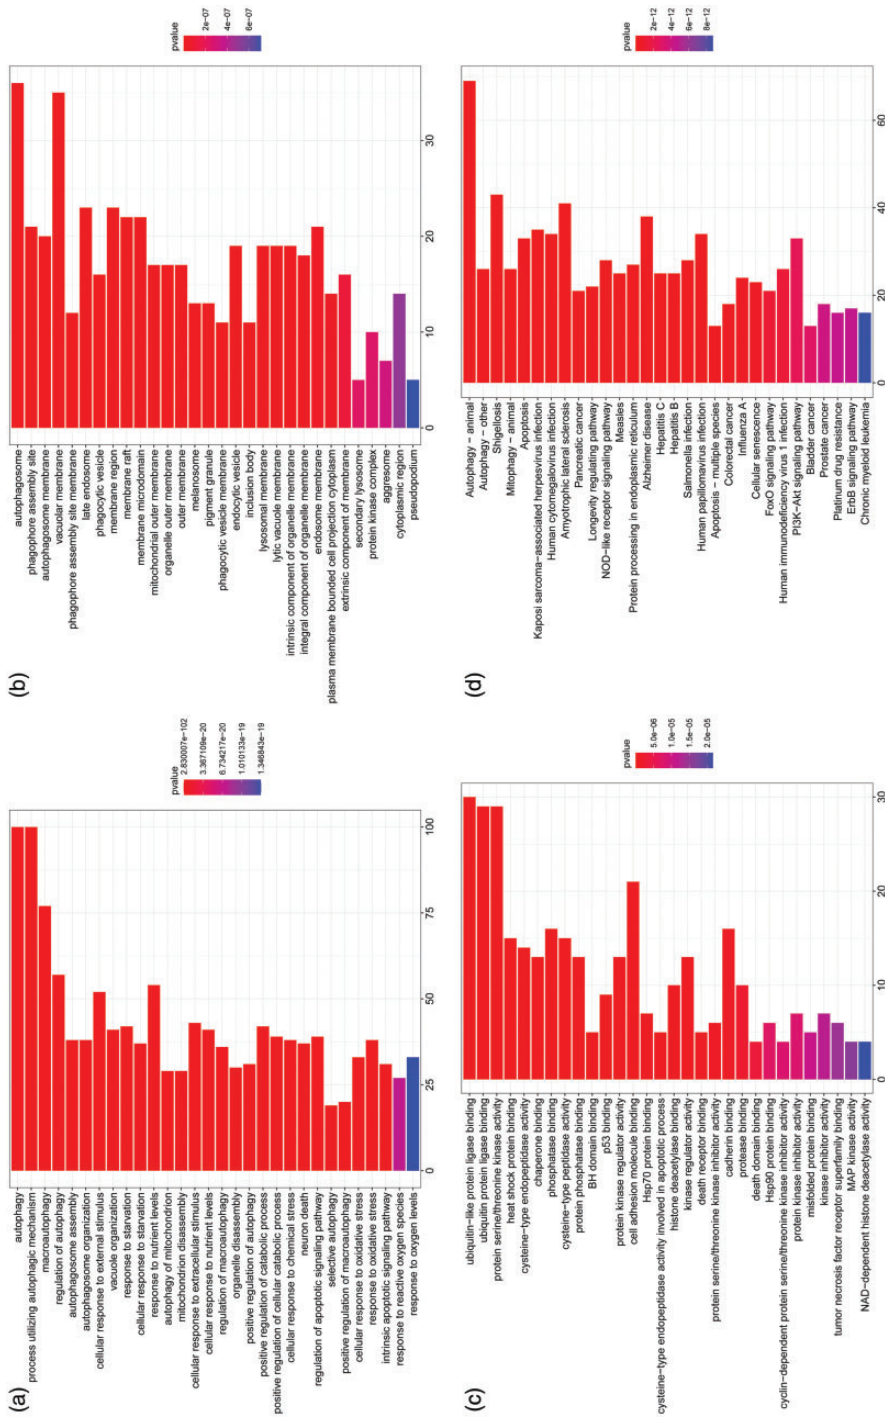 (a)
autophagy
process utilizing autophagic mechanism
macroautophagy
regulation of autophagy
autophagosome assembly
autophagosome organization
cellular response to external stimulus
vacuole organization
response to starvation
cellular response to starvation
response to nutrient levels
autophagy of mitochondrion
mitochondrion disassembly
cellular response to extracellular stimulus
cellular response to nutrient levels
regulation of macroautophagy
organelle disassembly
positive regulation of autophagy
positive regulation of catabolic process
positive regulation of cellular catabolic process
cellular response to chemical stress
neuron death
regulation of apoptotic signaling pathway
selective autophagy
positive regulation of macroautophagy
cellular response to oxidative stress
response to oxidative stress
intrinsic apoptotic signaling pathway
response to reactive oxygen species
response to oxygen levels
0
25
50
75
100
pvalue
2.830007e-102
3.367109e-20
6.734217e-20
1.010133e-19
1.346843e-19
(b)
autophagosome
phagophore assembly site
autophagosome membrane
vacuolar membrane
phagophore assembly site membrane
late endosome
phagocytic vesicle
membrane region
membrane raft
membrane microdomain
mitochondrial outer membrane
organelle outer membrane
outer membrane
melanosome
pigment granule
phagocytic vesicle membrane
endocytic vesicle
inclusion body
lysosomal membrane
lytic vacuole membrane
intrinsic component of organelle membrane
integral component of organelle membrane
endosome membrane
plasma membrane bounded cell projection cytoplasm
extrinsic component of membrane
secondary lysosome
protein kinase complex
aggresome
cytoplasmic region
pseudopodium
0
10
20
30
pvalue
2e-07
4e-07
6e-07
(c)
ubiquitin-like protein ligase binding
ubiquitin protein ligase binding
protein serine/threonine kinase activity
heat shock protein binding
cysteine-type endopeptidase activity
chaperone binding
phosphatase binding
cysteine-type peptidase activity
protein phosphatase binding
BH domain binding
p53 binding
protein kinase regulator activity
cell adhesion molecule binding
Hsp70 protein binding
cysteine-type endopeptidase activity involved in apoptotic process
histone deacetylase binding
kinase regulator activity
death receptor binding
protein serine/threonine kinase inhibitor activity
cadherin binding
protease binding
death domain binding
Hsp90 protein binding
cyclin-dependent protein serine/threonine kinase inhibitor activity
protein kinase inhibitor activity
misfolded protein binding
kinase inhibitor activity
tumor necrosis factor receptor superfamily binding
MAP kinase activity
NAD-dependent histone deacetylase activity
0
10
20
30
pvalue
5.0e-06
1.0e-05
1.5e-05
2.0e-05
(d)
Autophagy - animal
Autophagy - other
Shigellosis
Mitophagy - animal
Apoptosis
Kaposi sarcoma-associated herpesvirus infection
Human cytomegalovirus infection
Amyotrophic lateral sclerosis
Pancreatic cancer
Longevity regulating pathway
NOD-like receptor signaling pathway
Measles
Protein processing in endoplasmic reticulum
Alzheimer disease
Hepatitis C
Hepatitis B
Salmonella infection
Human papillomavirus infection
Apoptosis - multiple species
Colorectal cancer
Influenza A
Cellular senescence
FoxO signaling pathway
Human immunodeficiency virus 1 infection
PI3K-Akt signaling pathway
Bladder cancer
Prostate cancer
Platinum drug resistance
ErbB signaling pathway
Chronic myeloid leukemia
0
20
40
60
pvalue
2e-12
4e-12
6e-12
8e-12